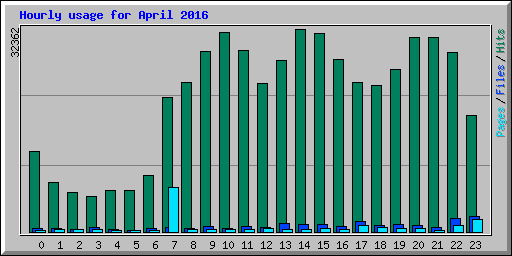 Hourly usage for April 2016
32362
Pages / Files / Hits
0 1 2 3 4 5 6 7 8 9 10 11 12 13 14 15 16 17 18 19 20 21 22 23